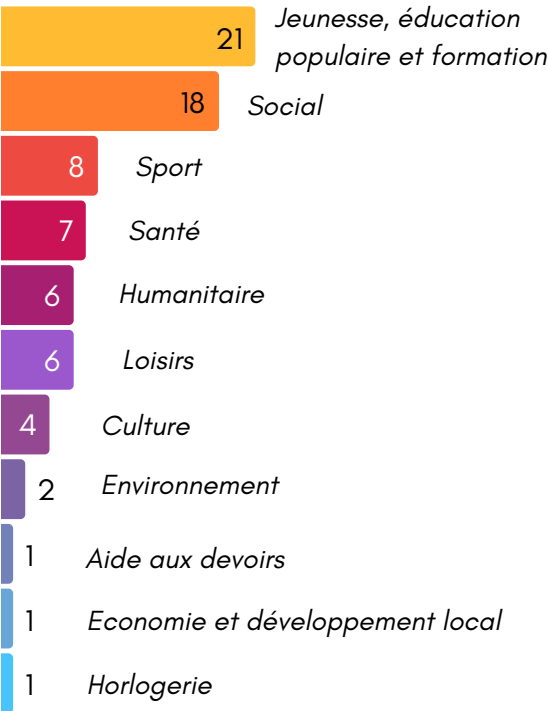 21 Jeunesse, éducation
populaire et formation
18 Social
8 Sport
7 Santé
6 Humanitaire
6 Loisirs
4 Culture
2 Environnement
1 Aide aux devoirs
1 Economie et développement local
1 Horlogerie